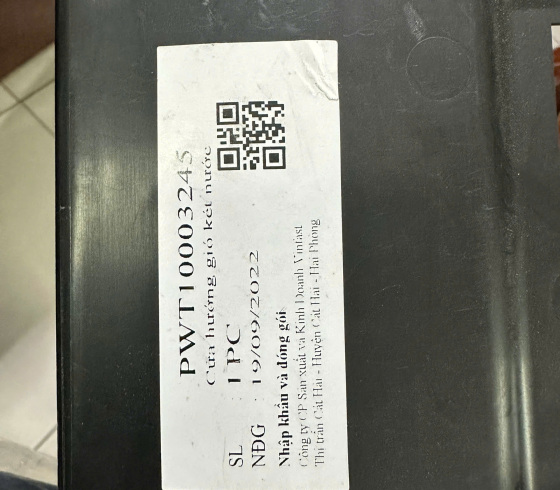 PWT10003245
Cửa hướng gió két nước
SL : 1 PC
NĐG : 19/09/2022
Nhập khẩu và đóng gói
Công ty CP Sản xuất và Kinh Doanh Vinfast
Thị trấn Cát Hải - Huyện Cát Hải - Hải Phòng